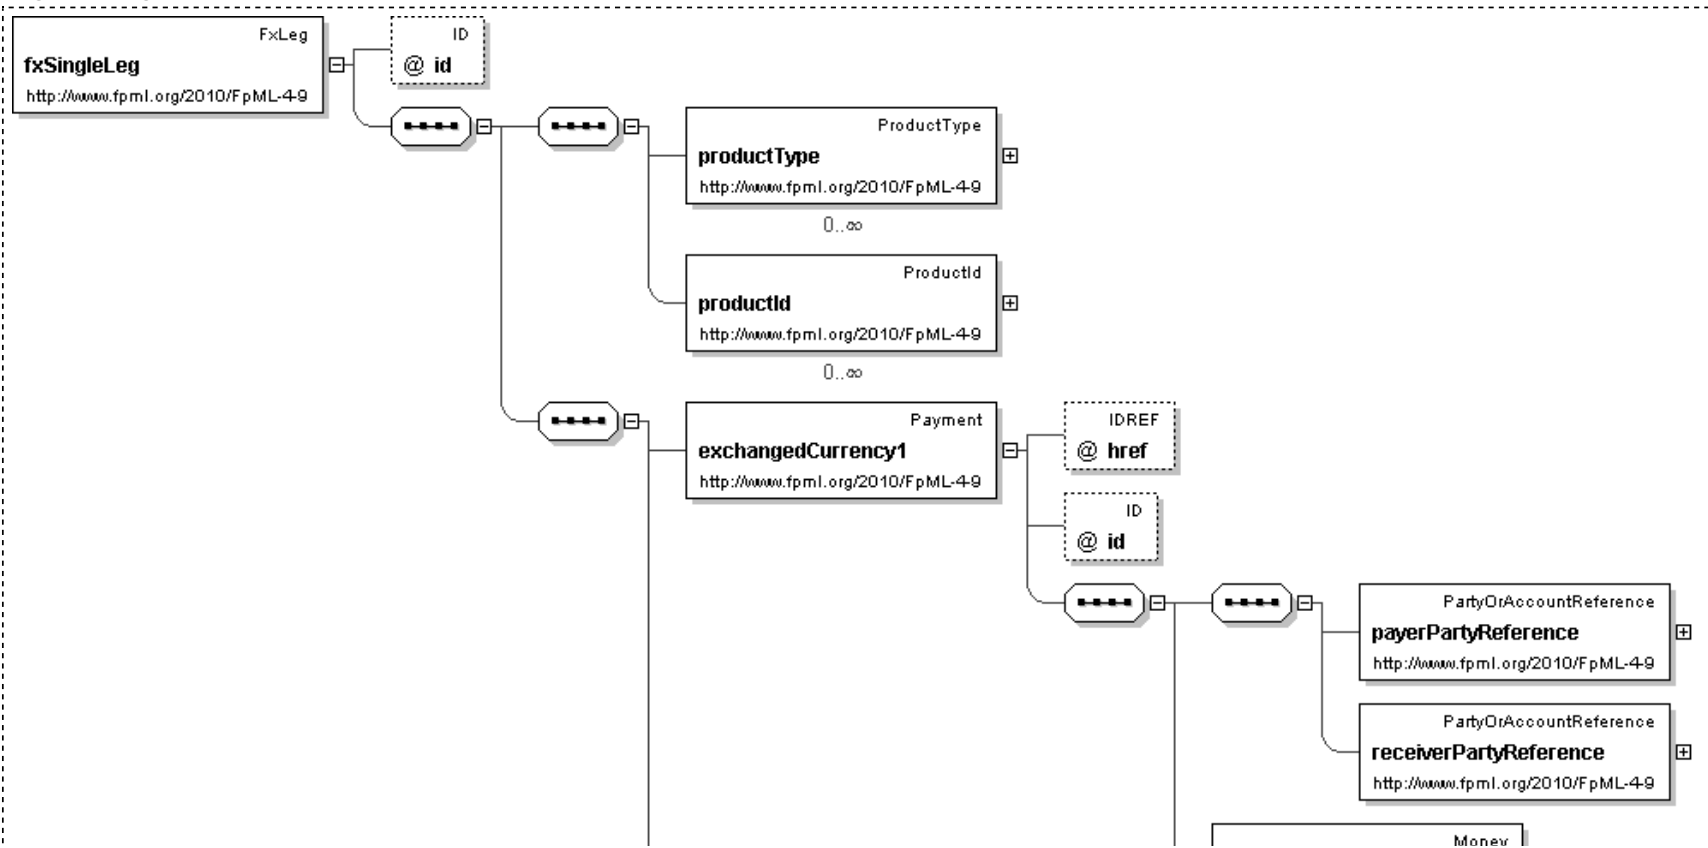 FxLeg
fxSingleLeg
http://www.fpml.org/2010/FpML-4-9
ID
@ id
ProductType
productType
http://www.fpml.org/2010/FpML-4-9
0..∞
ProductId
productId
http://www.fpml.org/2010/FpML-4-9
0..∞
Payment
exchangedCurrency1
http://www.fpml.org/2010/FpML-4-9
IDREF
@ href
ID
@ id
PartyOrAccountReference
payerPartyReference
http://www.fpml.org/2010/FpML-4-9
PartyOrAccountReference
receiverPartyReference
http://www.fpml.org/2010/FpML-4-9
Money